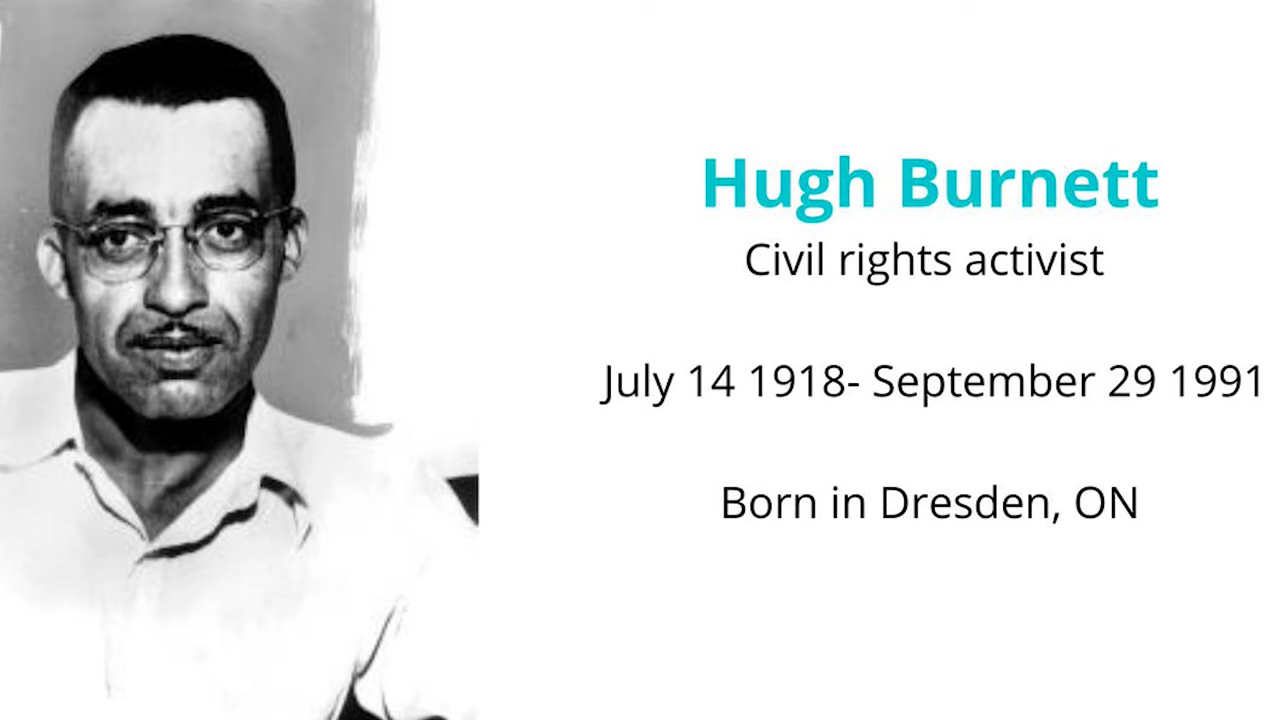 Hugh Burnett
Civil rights activist
July 14 1918- September 29 1991
Born in Dresden, ON